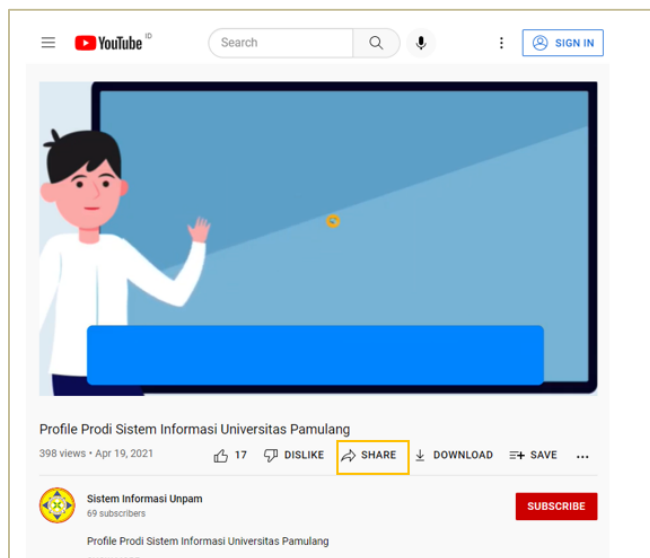 YouTube ID
Search
SIGN IN
Profile Prodi Sistem Informasi Universitas Pamulang
398 views • Apr 19, 2021
17 DISLIKE SHARE DOWNLOAD SAVE ...
Sistem Informasi Unpam
69 subscribers
SUBSCRIBE
Profile Prodi Sistem Informasi Universitas Pamulang